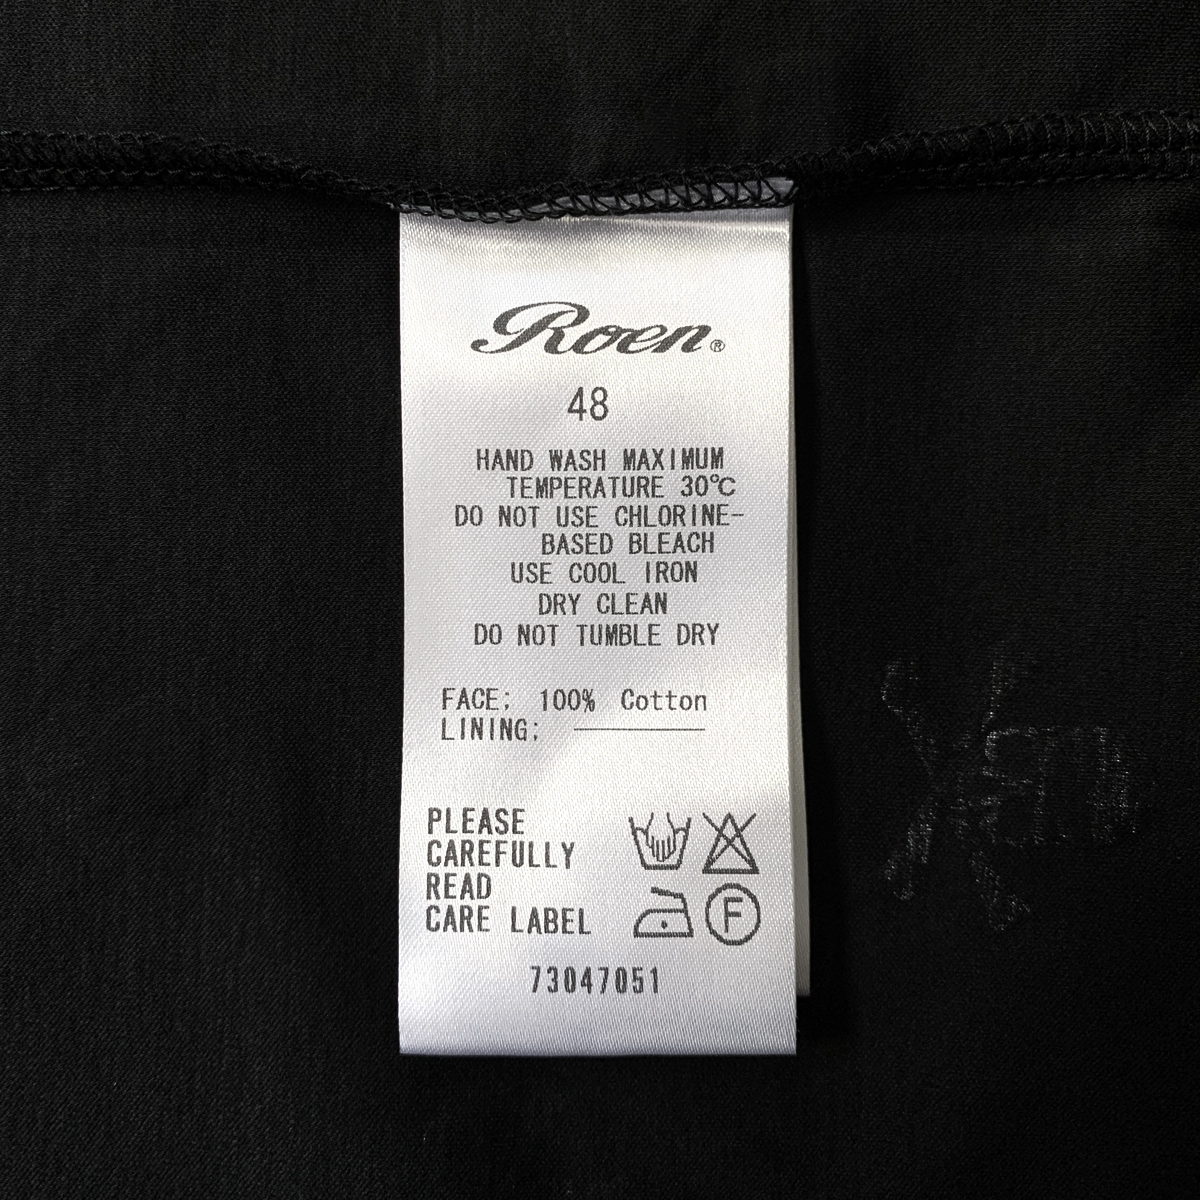 Roen®
48
HAND WASH MAXIMUM
TEMPERATURE 30℃
DO NOT USE CHLORINE-
BASED BLEACH
USE COOL IRON
DRY CLEAN
DO NOT TUMBLE DRY
FACE: 100% Cotton
LINING:
PLEASE
CAREFULLY
READ
CARE LABEL
F
73047051